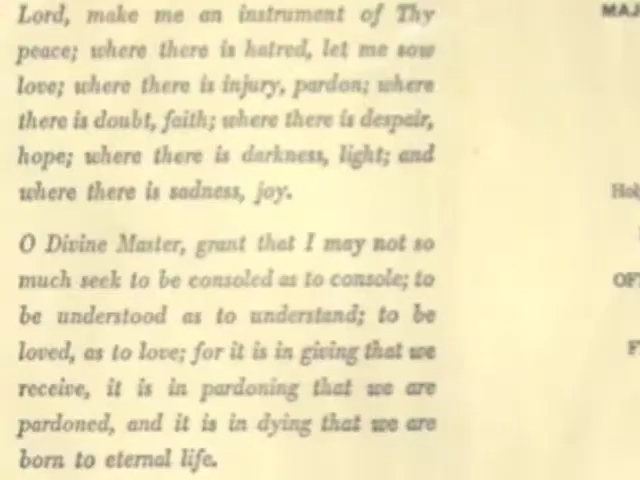 Lord, make me an instrument of Thy
peace; where there is hatred, let me sow
love; where there is injury, pardon; where
there is doubt, faith; where there is despair,
hope; where there is darkness, light; and
where there is sadness, joy.
O Divine Master, grant that I may not so
much seek to be consoled as to console; to
be understood as to understand; to be
loved, as to love; for it is in giving that we
receive, it is in pardoning that we are
pardoned, and it is in dying that we are
born to eternal life.
MAJ
OF